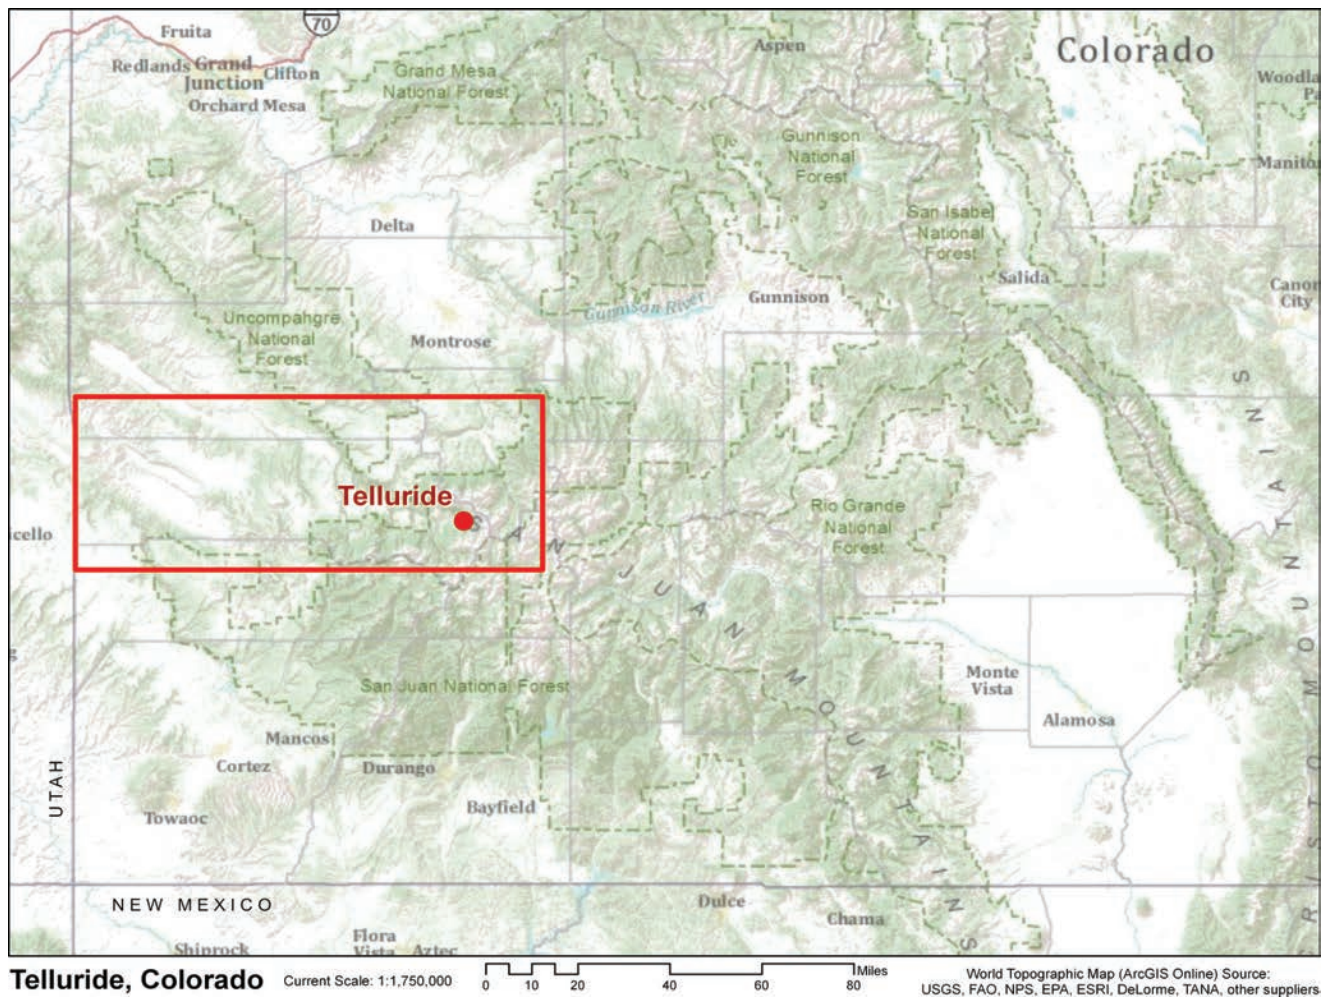 70
Fruita
Aspen
Colorado
Redlands
Grand
Junction
Clifton
Orchard Mesa
Grand Mesa
National Forest
Gunnison
National
Forest
San Isabel
National
Forest
Delta
Salida
Gunnison River
Gunnison
Uncompahgre
National
Forest
Montrose
City
Telluride
Rio Grande
National
Forest
SAN JUAN MOUNTAINS
San Juan National Forest
Monte
Vista
Alamosa
Mancos
Cortez
Durango
Bayfield
Towaoc
UTAH
NEW MEXICO
Dulce
Chama
Shiprock
Flora
Vista
Aztec
Telluride, Colorado
Current Scale: 1:1,750,000
0 10 20 40 60 80
Miles
World Topographic Map (ArcGIS Online) Source:
USGS, FAO, NPS, EPA, ESRI, DeLorme, TANA, other suppliers